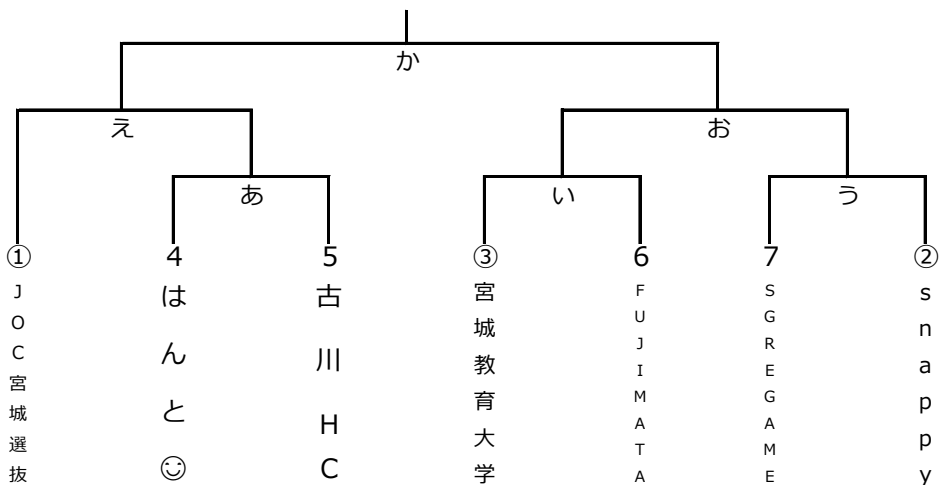 か
え
お
あ
い
う
①
4
5
③
6
7
②
JOC宮城選抜
はんと☺
古川HC
宮城教育大学
FUJIMATA
SGREGAME
snappy